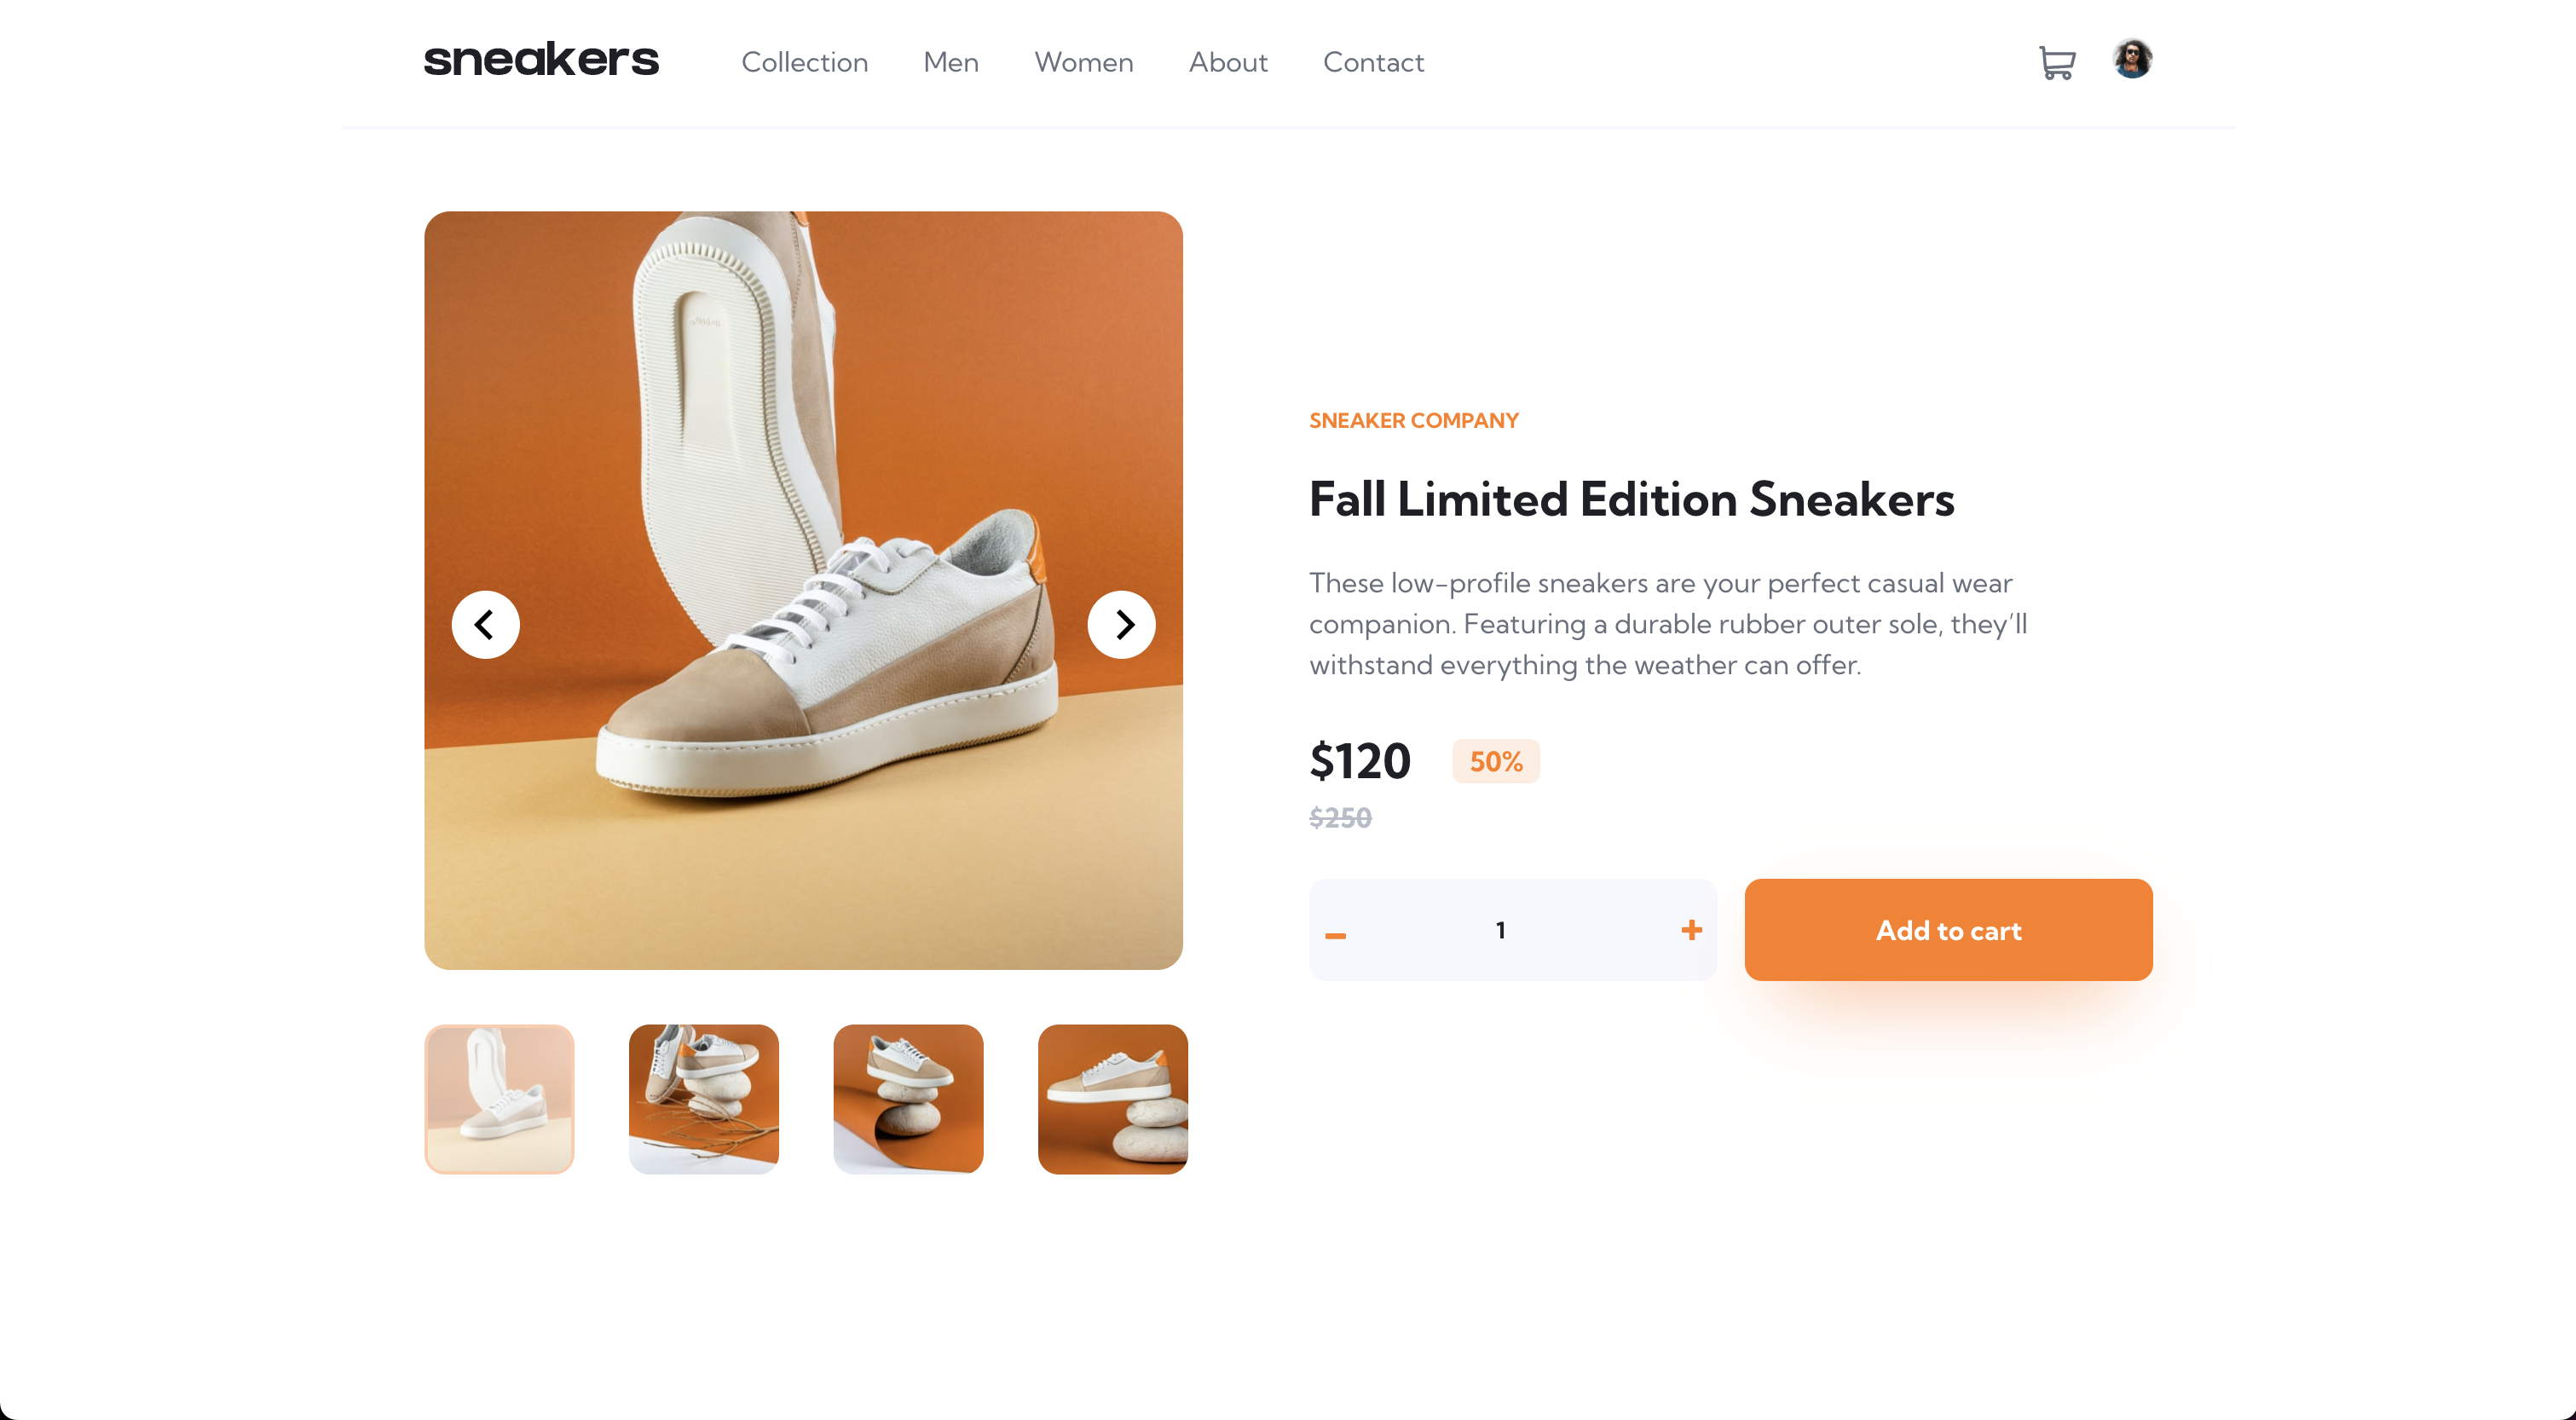 sneakers
Collection
Men
Women
About
Contact
SNEAKER COMPANY
Fall Limited Edition Sneakers
These low-profile sneakers are your perfect casual wear
companion. Featuring a durable rubber outer sole, they’ll
withstand everything the weather can offer.
$120
50%
$250
1
Add to cart